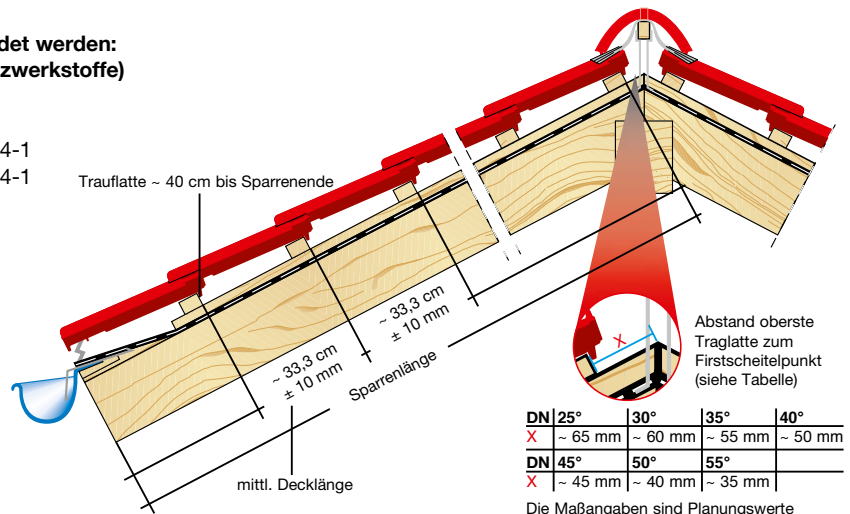 det werden:
zwerkstoffe)
4-1
4-1
Trauflatte ~ 40 cm bis Sparrenende
~ 33,3 cm
± 10 mm
~ 33,3 cm
± 10 mm
Sparrenlänge
mittl. Decklänge
X
Abstand oberste
Traglatte zum
Firstscheitelpunkt
(siehe Tabelle)
DN 25° 30° 35° 40°
X ~ 65 mm ~ 60 mm ~ 55 mm ~ 50 mm
DN 45° 50° 55°
X ~ 45 mm ~ 40 mm ~ 35 mm
Die Maßangaben sind Planungswerte